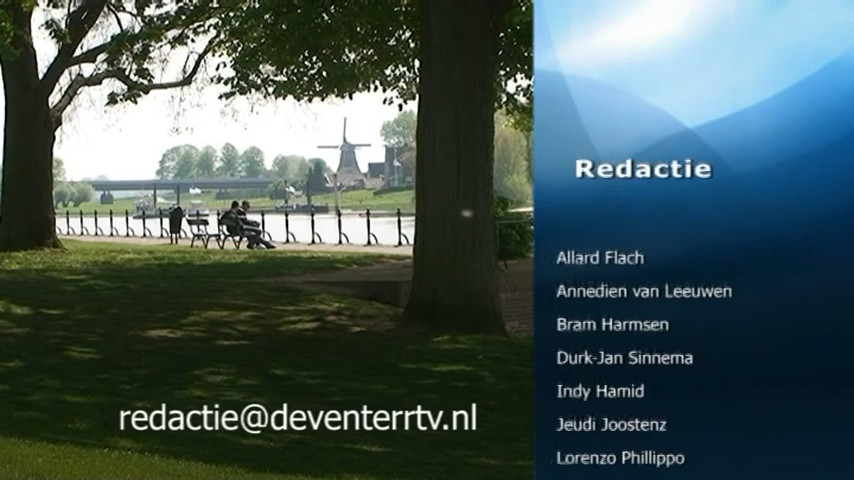 Redactie
Allard Flach
Annedien van Leeuwen
Bram Harmsen
Durk-Jan Sinnema
Indy Hamid
Jeudi Joostenz
Lorenzo Phillippo
redactie@deventerrtv.nl